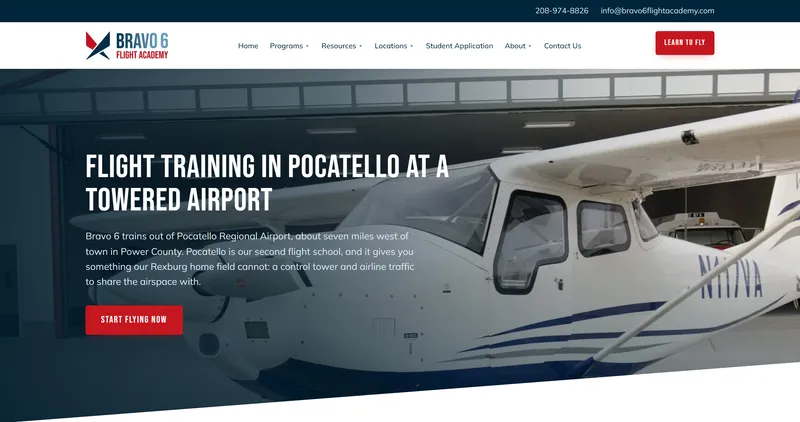 208-974-8826 info@bravo6flightacademy.com
BRAVO 6
FLIGHT ACADEMY
Home Programs Resources Locations Student Application About Contact Us
LEARN TO FLY
FLIGHT TRAINING IN POCATELLO AT A
TOWERED AIRPORT
Bravo 6 trains out of Pocatello Regional Airport, about seven miles west of
town in Power County. Pocatello is our second flight school, and it gives you
something our Rexburg home field cannot: a control tower and airline traffic
to share the airspace with.
START FLYING NOW
N117VA